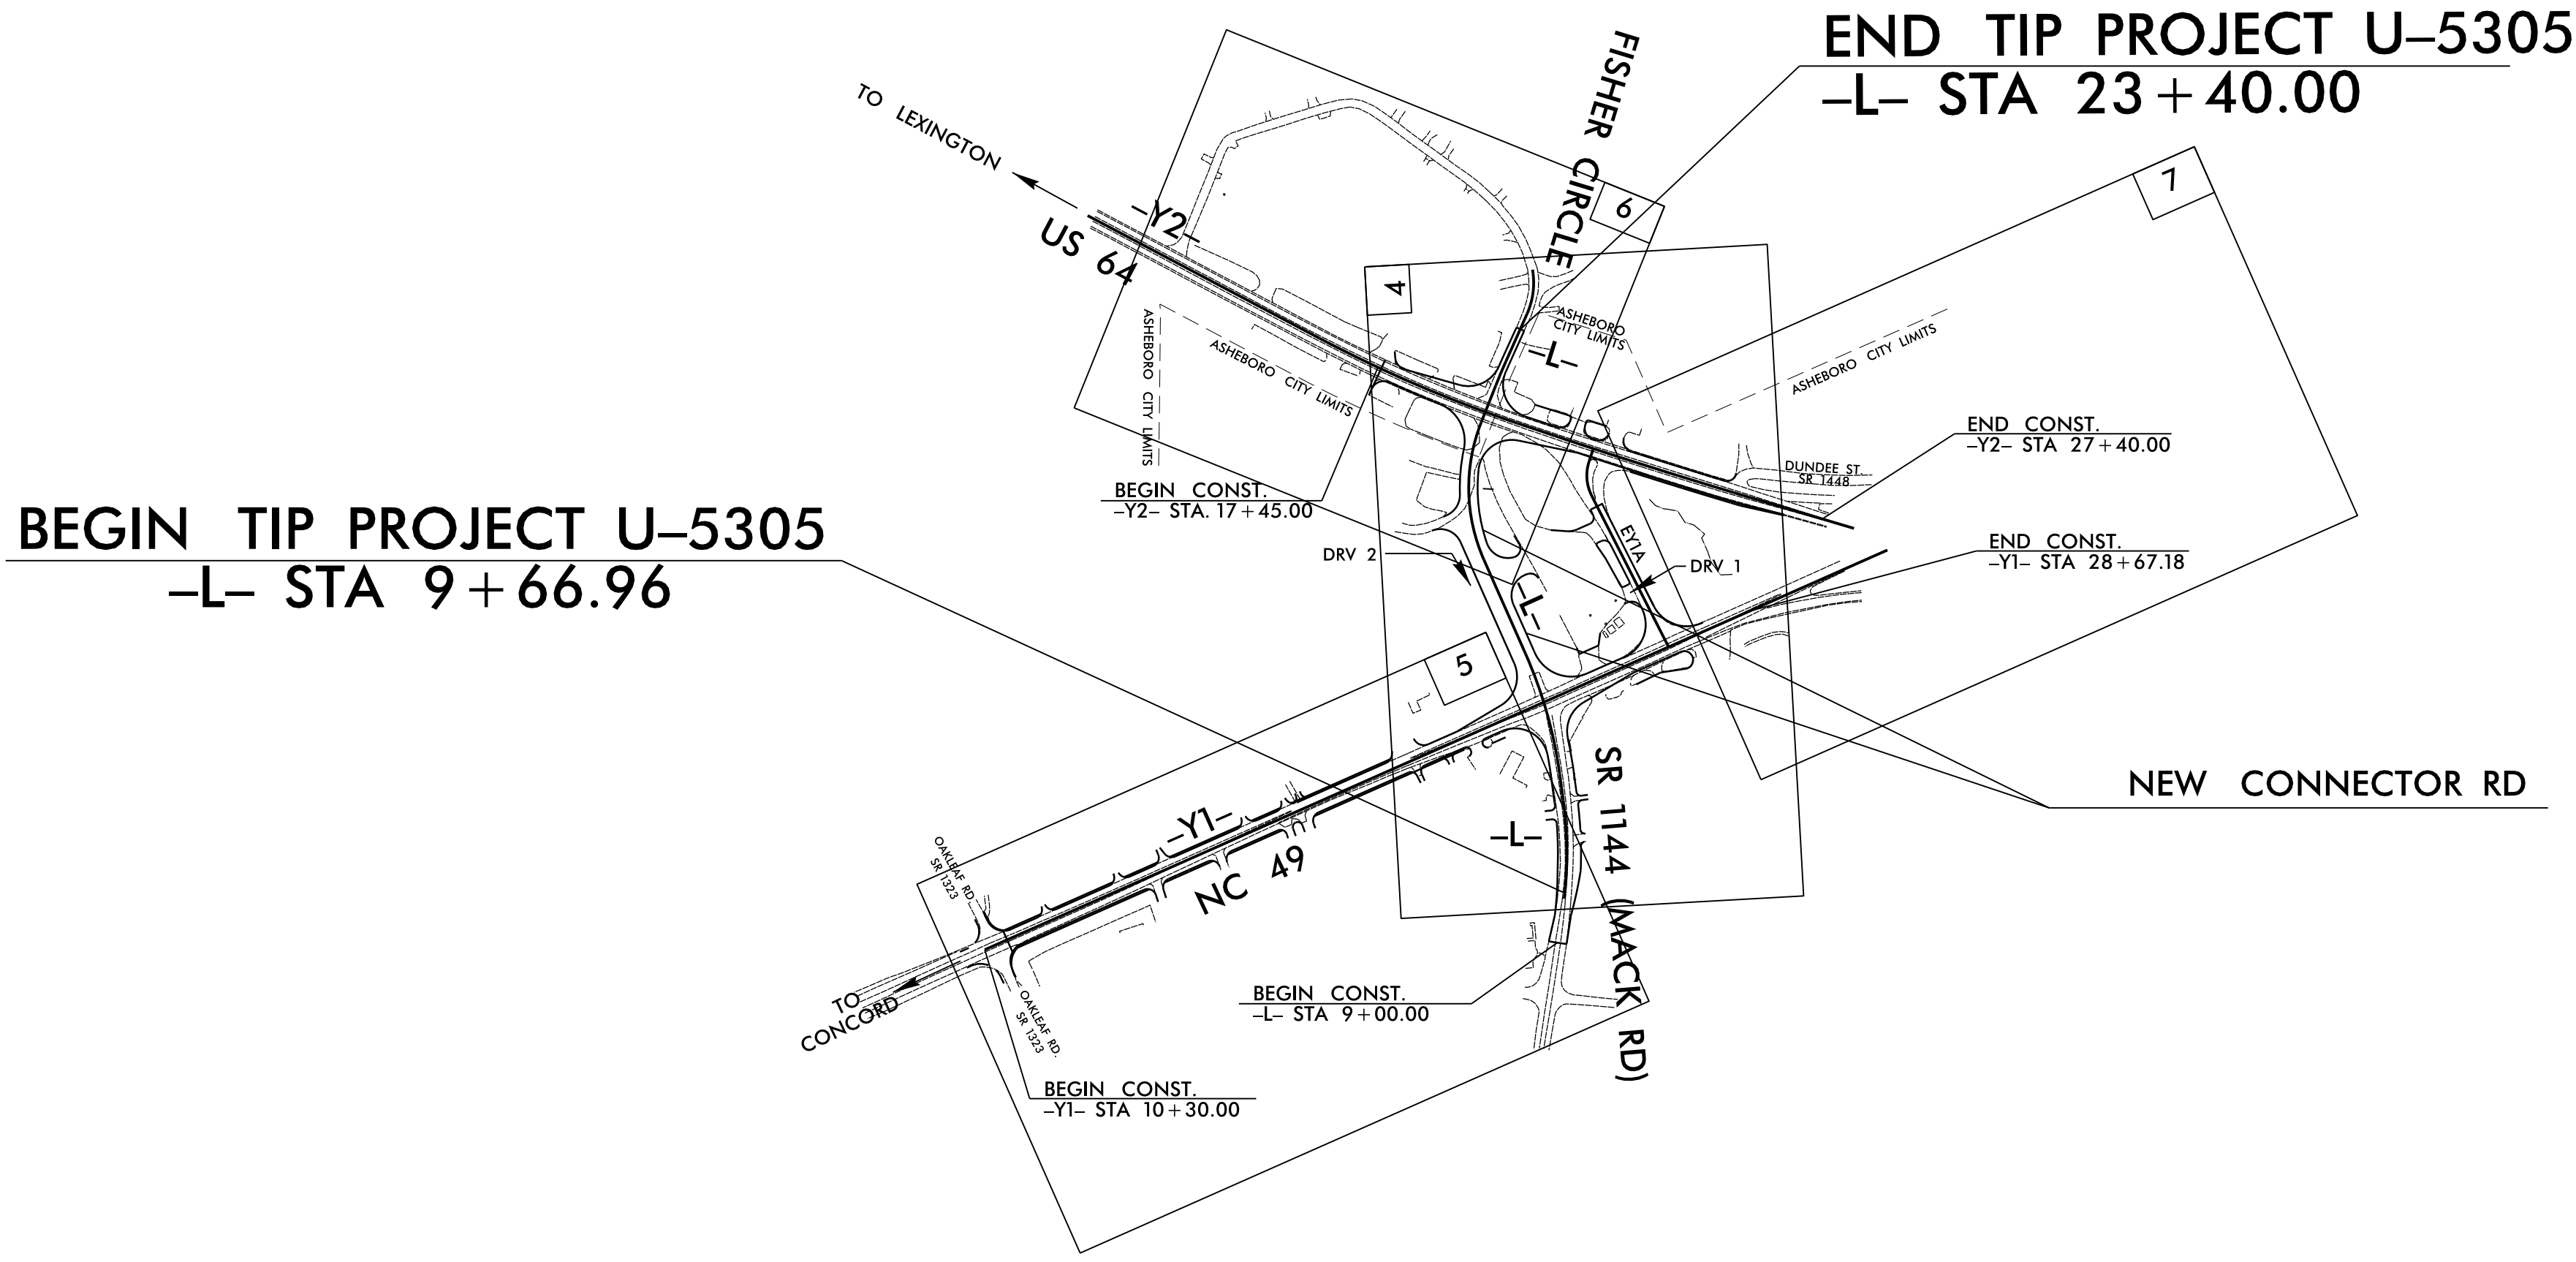 END TIP PROJECT U–5305
–L– STA 23+40.00
FISHER CIRCLE
TO LEXINGTON
–Y2–
US 64
6
7
4
ASHEBORO
CITY LIMITS
–L–
ASHEBORO CITY LIMITS
ASHEBORO CITY LIMITS
ASHEBORO CITY LIMITS
END CONST.
–Y2– STA 27+40.00
DUNDEE ST.
SR 1448
BEGIN CONST.
–Y2– STA. 17+45.00
BEGIN TIP PROJECT U–5305
–L– STA 9+66.96
EY1A
DRV 2
DRV 1
END CONST.
–Y1– STA 28+67.18
–L–
5
NEW CONNECTOR RD
SR 1144 (MACK RD)
–Y1–
–L–
NC 49
OAKLEAF RD.
SR 1323
TO
CONCORD
OAKLEAF RD.
SR 1323
BEGIN CONST.
–L– STA 9+00.00
BEGIN CONST.
–Y1– STA 10+30.00